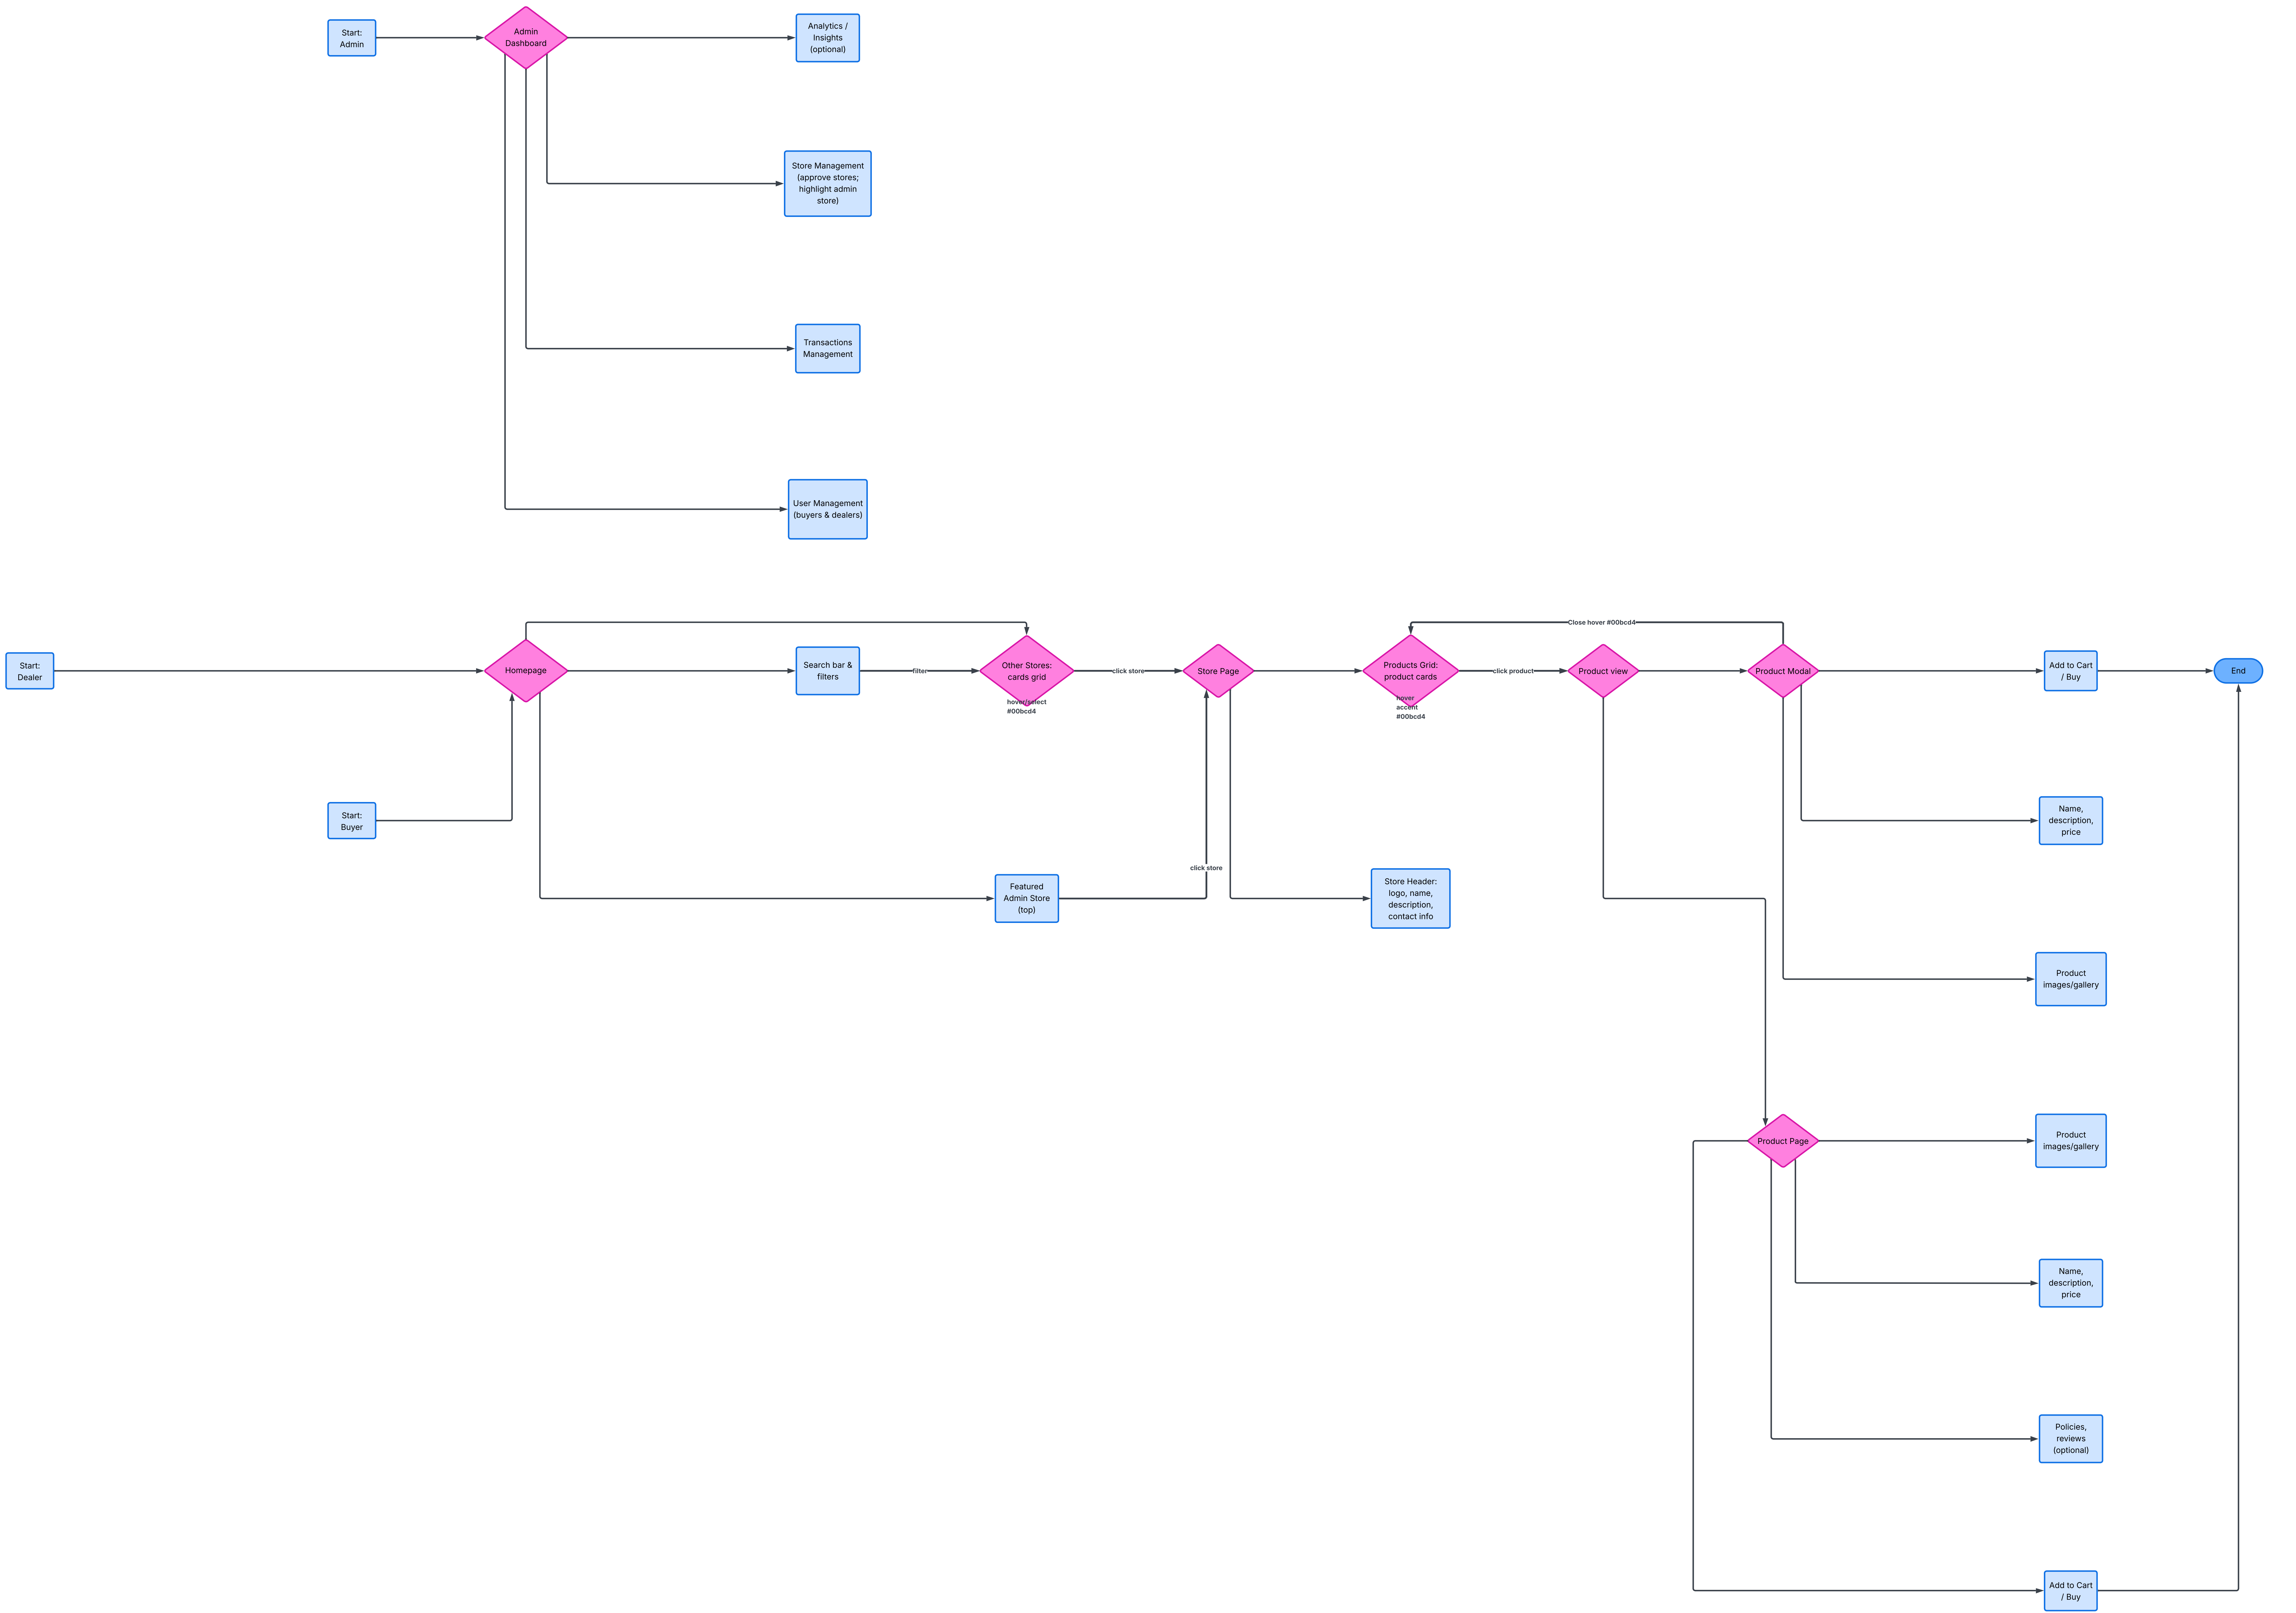 Start:
Admin
Admin
Dashboard
Analytics /
Insights
(optional)
Store Management
(approve stores;
highlight admin
store)
Transactions
Management
User Management
(buyers & dealers)
Start:
Dealer
Homepage
Search bar &
filters
filter
Other Stores:
cards grid
hover/select
#00bcd4
click store
Store Page
Products Grid:
product cards
hover
accent
#00bcd4
click product
Product view
Close hover #00bcd4
Product Modal
Add to Cart
/ Buy
End
Start:
Buyer
Name,
description,
price
click store
Featured
Admin Store
(top)
Store Header:
logo, name,
description,
contact info
Product
images/gallery
Product Page
Product
images/gallery
Name,
description,
price
Policies,
reviews
(optional)
Add to Cart
/ Buy